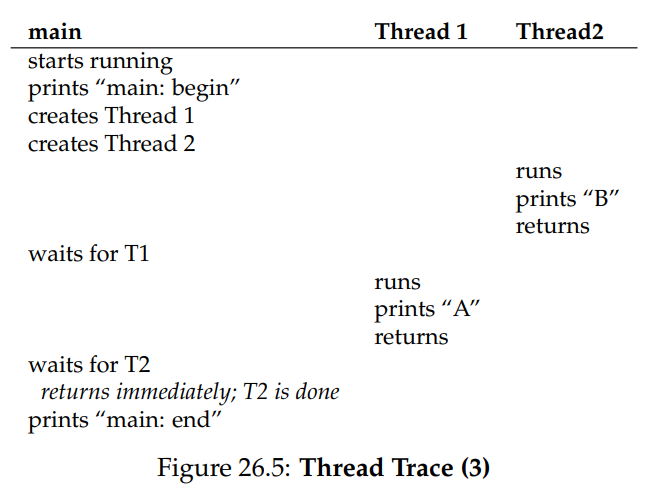 main Thread 1 Thread2
starts running
prints “main: begin”
creates Thread 1
creates Thread 2
runs
prints “B”
returns
waits for T1
runs
prints “A”
returns
waits for T2
returns immediately; T2 is done
prints “main: end”
Figure 26.5: Thread Trace (3)